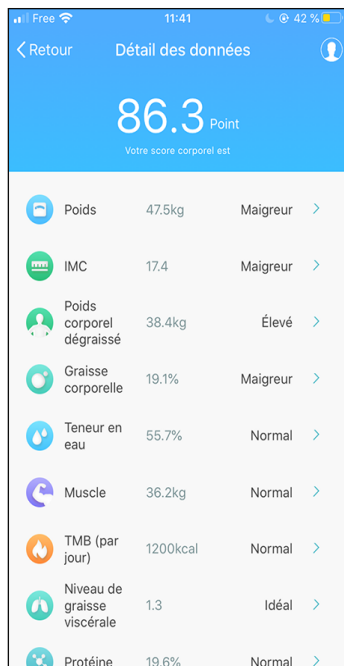 Free 11:41 42 %
Retour Détail des données
86.3 Point
Votre score corporel est
Poids 47.5kg Maigreur
IMC 17.4 Maigreur
Poids
corporel 38.4kg Élevé
dégraissé
Graisse
corporelle 19.1% Maigreur
Teneur en
eau 55.7% Normal
Muscle 36.2kg Normal
TMB (par
jour) 1200kcal Normal
Niveau de
graisse 1.3 Idéal
viscérale
Protéine 19.6% Normal